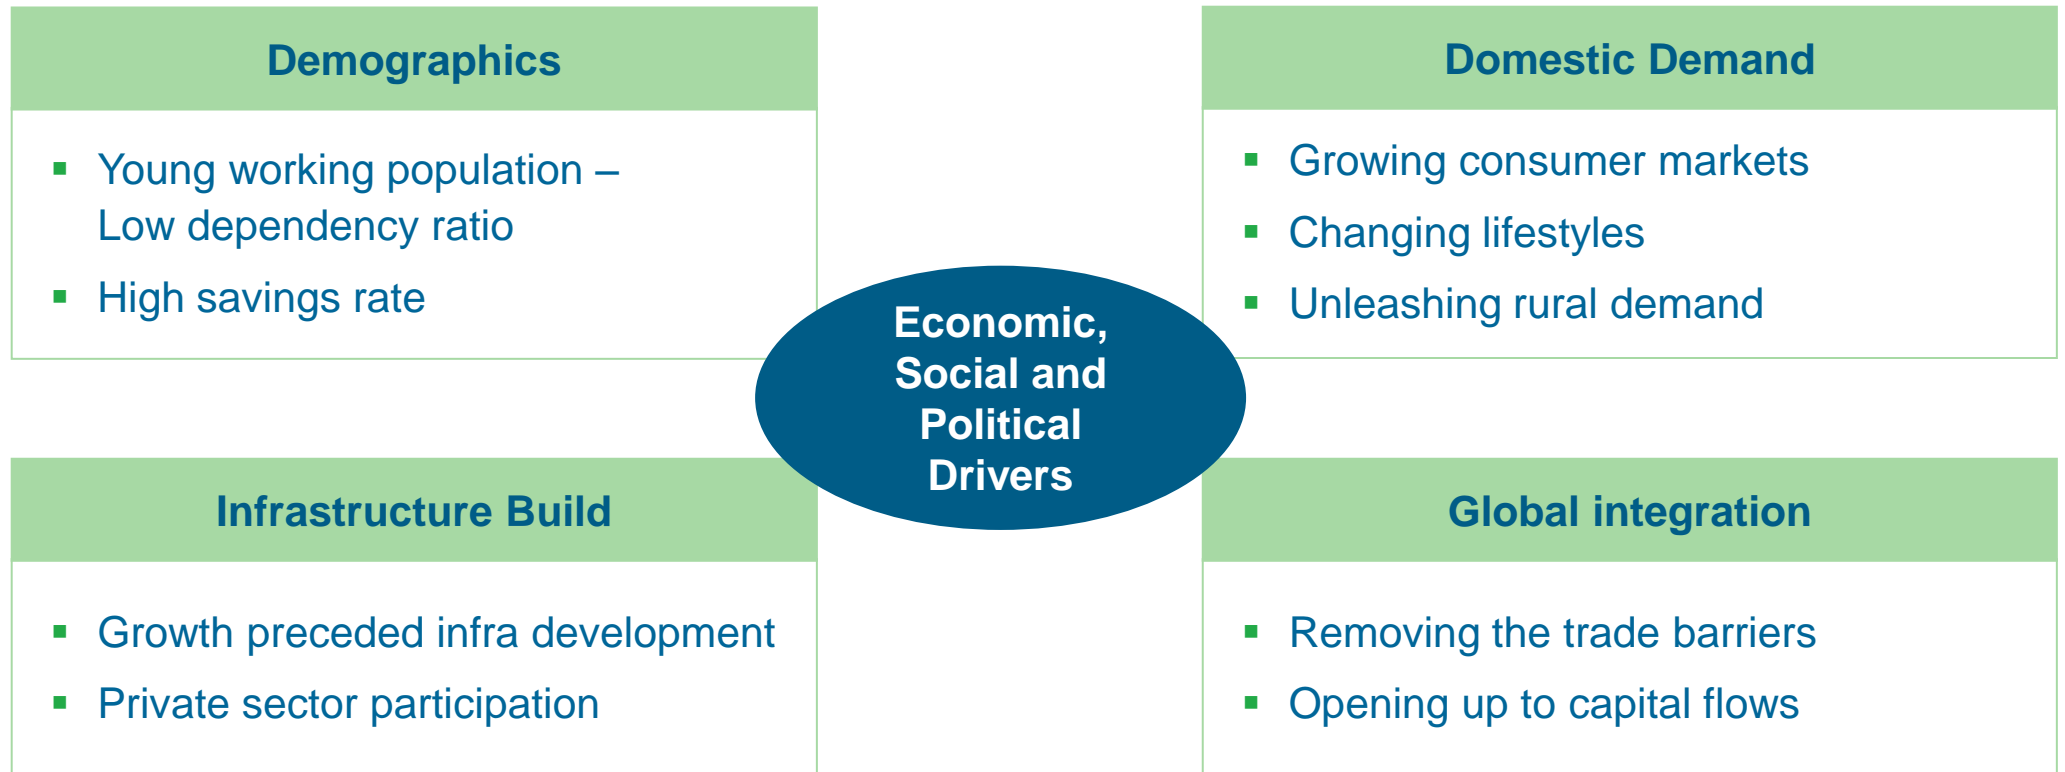 Demographics
Young working population –
Low dependency ratio
High savings rate
Domestic Demand
Growing consumer markets
Changing lifestyles
Unleashing rural demand
Economic,
Social and
Political
Drivers
Infrastructure Build
Growth preceded infra development
Private sector participation
Global integration
Removing the trade barriers
Opening up to capital flows